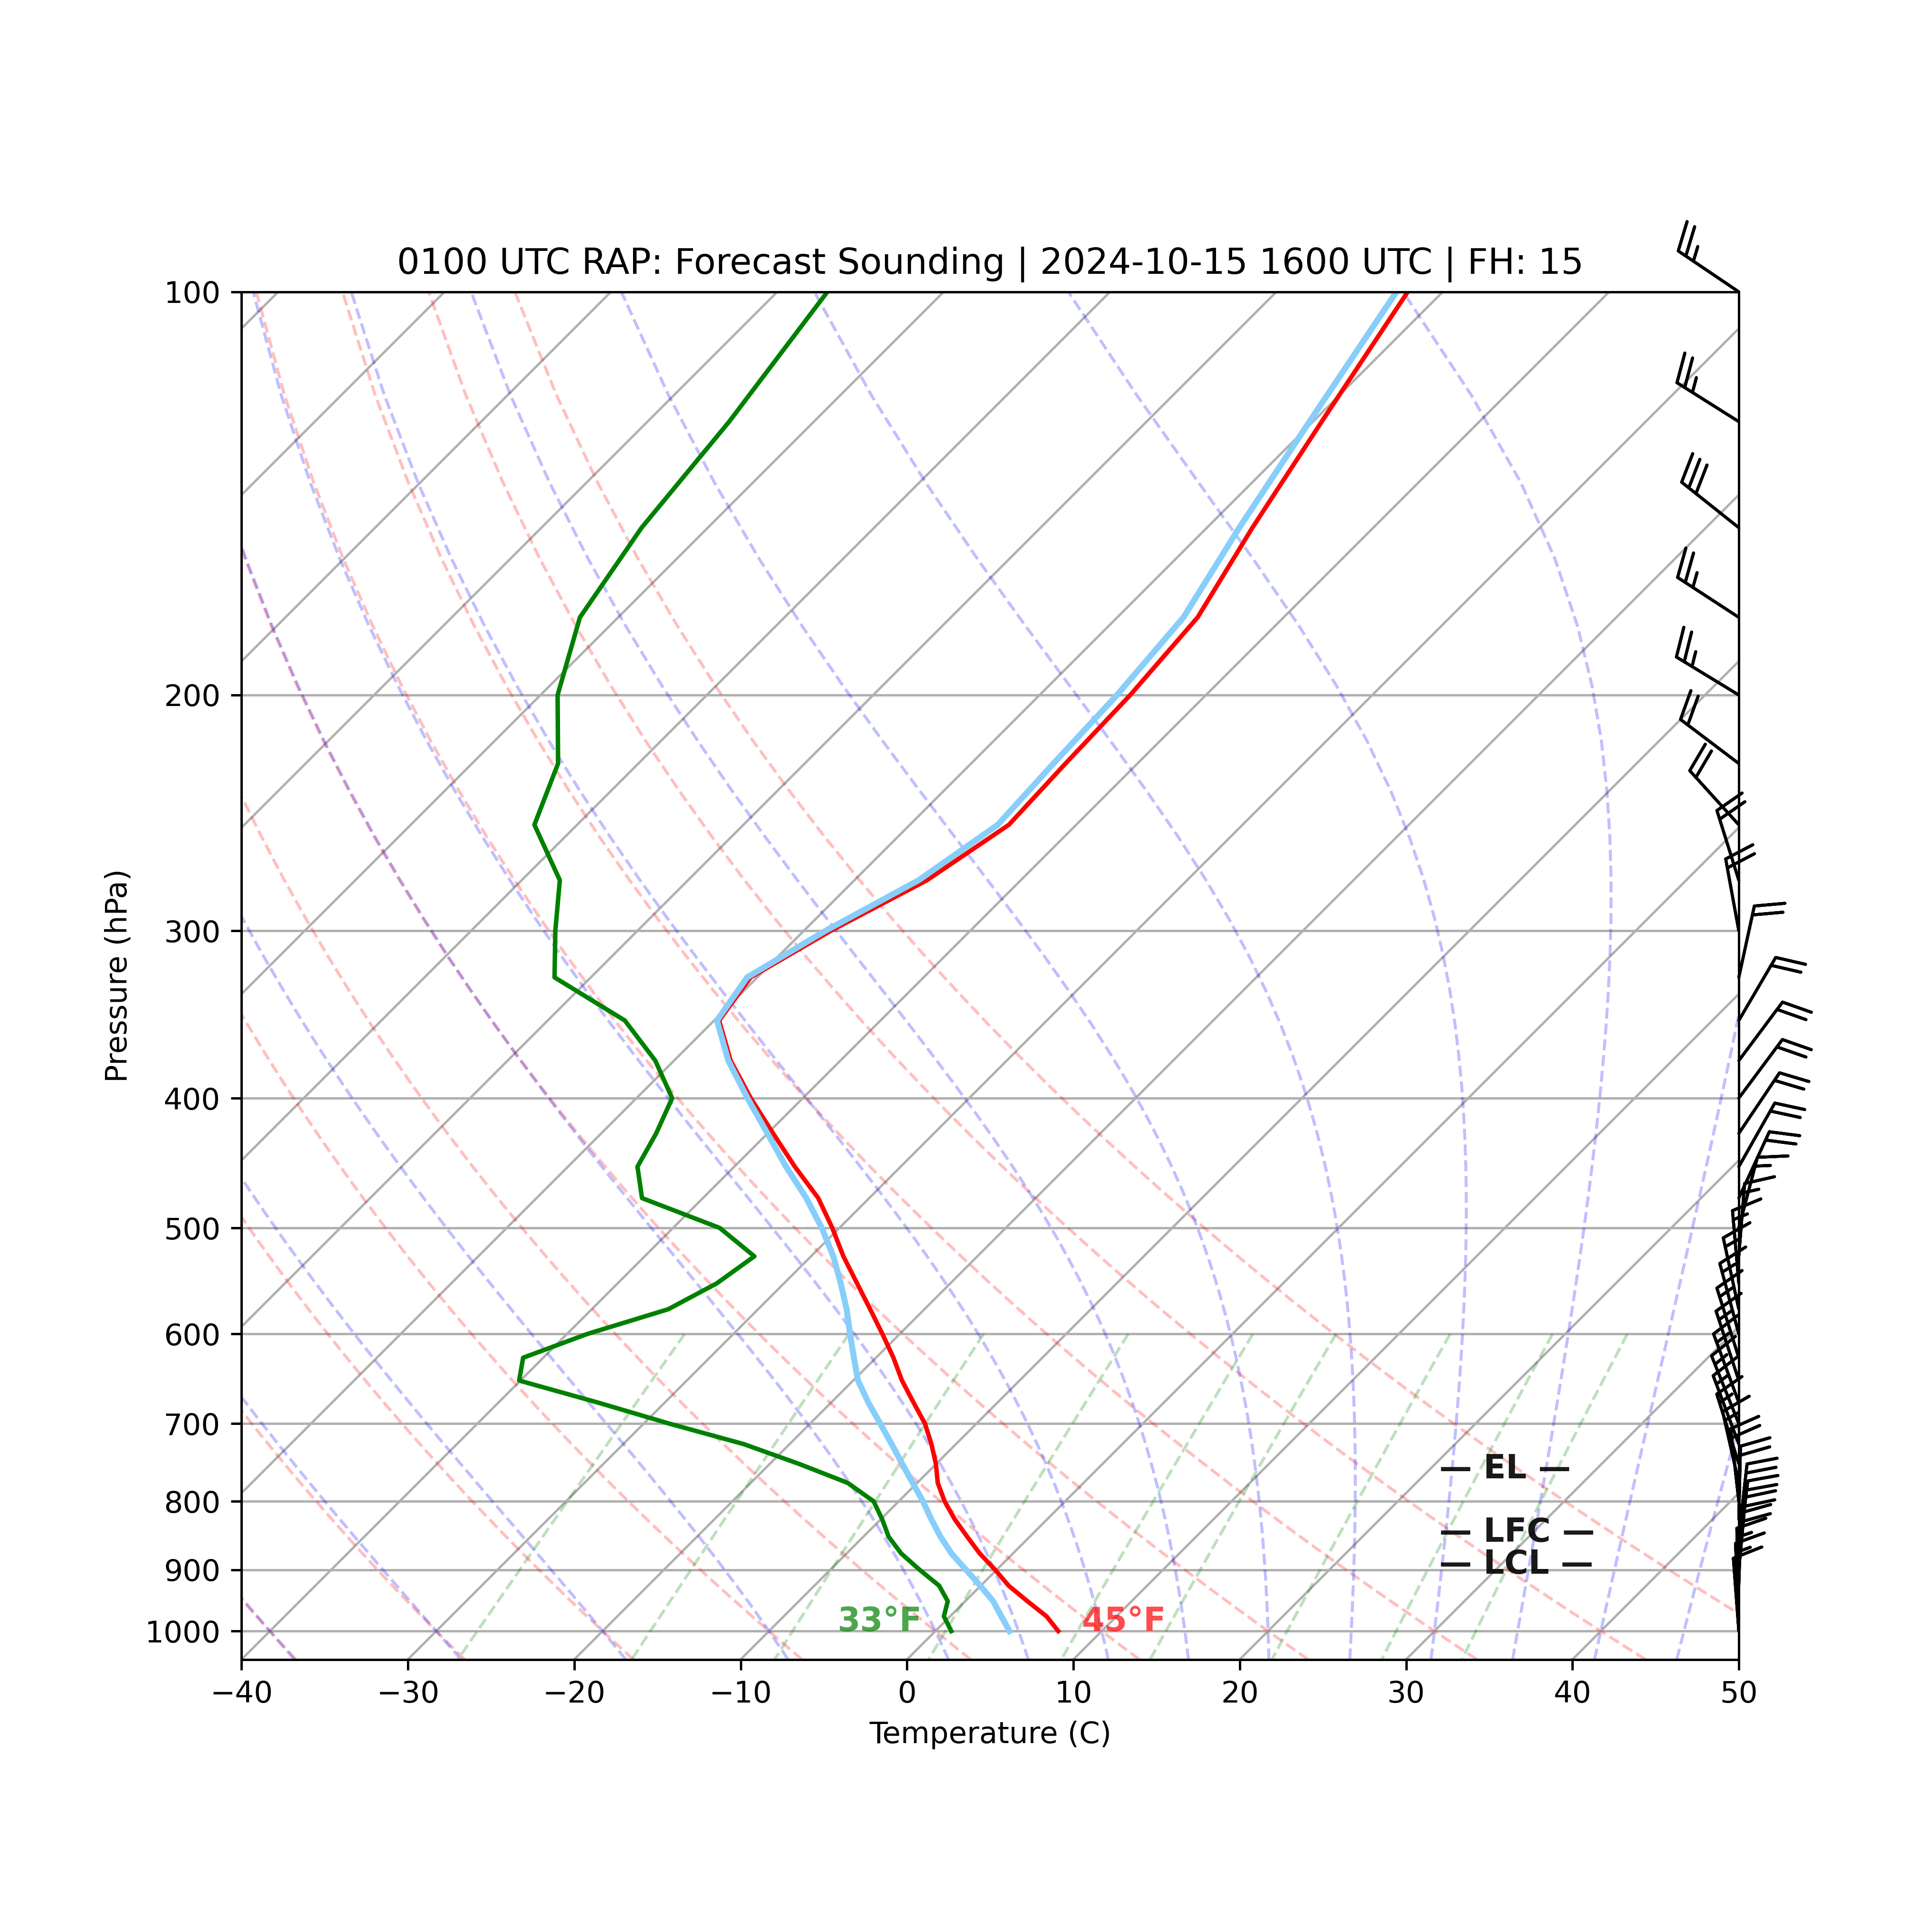 0100 UTC RAP: Forecast Sounding | 2024-10-15 1600 UTC | FH: 15
100
200
300
400
500
600
700
800
900
1000
Pressure (hPa)
— EL —
— LFC —
— LCL —
33°F
45°F
−40 −30 −20 −10 0 10 20 30 40 50
Temperature (C)